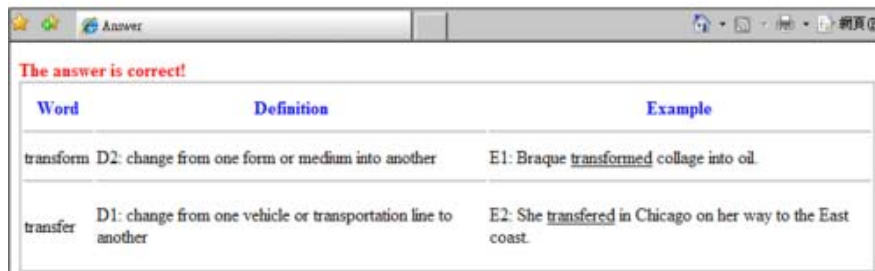 Answer
網頁
The answer is correct!
Word Definition Example
transform D2: change from one form or medium into another E1: Braque transformed collage into oil.
transfer D1: change from one vehicle or transportation line to another E2: She transfered in Chicago on her way to the East coast.